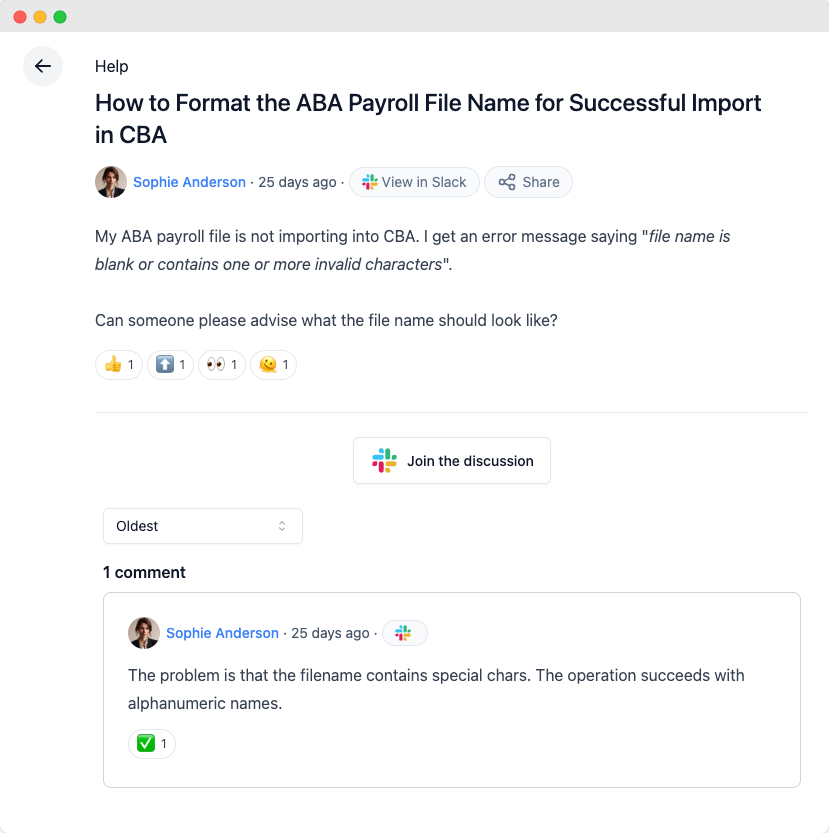 Help
How to Format the ABA Payroll File Name for Successful Import
in CBA
Sophie Anderson · 25 days ago · View in Slack Share
My ABA payroll file is not importing into CBA. I get an error message saying "file name is
blank or contains one or more invalid characters".
Can someone please advise what the file name should look like?
👍 1 ⬆️ 1 👀 1 🫠 1
Join the discussion
Oldest
1 comment
Sophie Anderson · 25 days ago ·
The problem is that the filename contains special chars. The operation succeeds with
alphanumeric names.
✅ 1